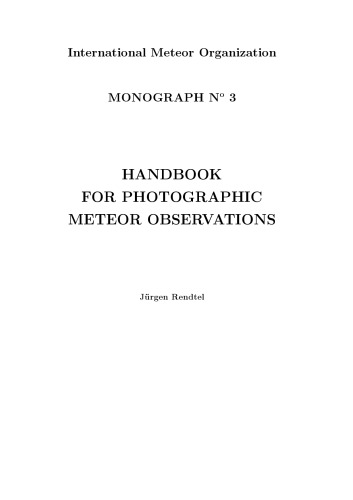 International Meteor Organization
MONOGRAPH Nº 3
HANDBOOK
FOR PHOTOGRAPHIC
METEOR OBSERVATIONS
Jürgen Rendtel